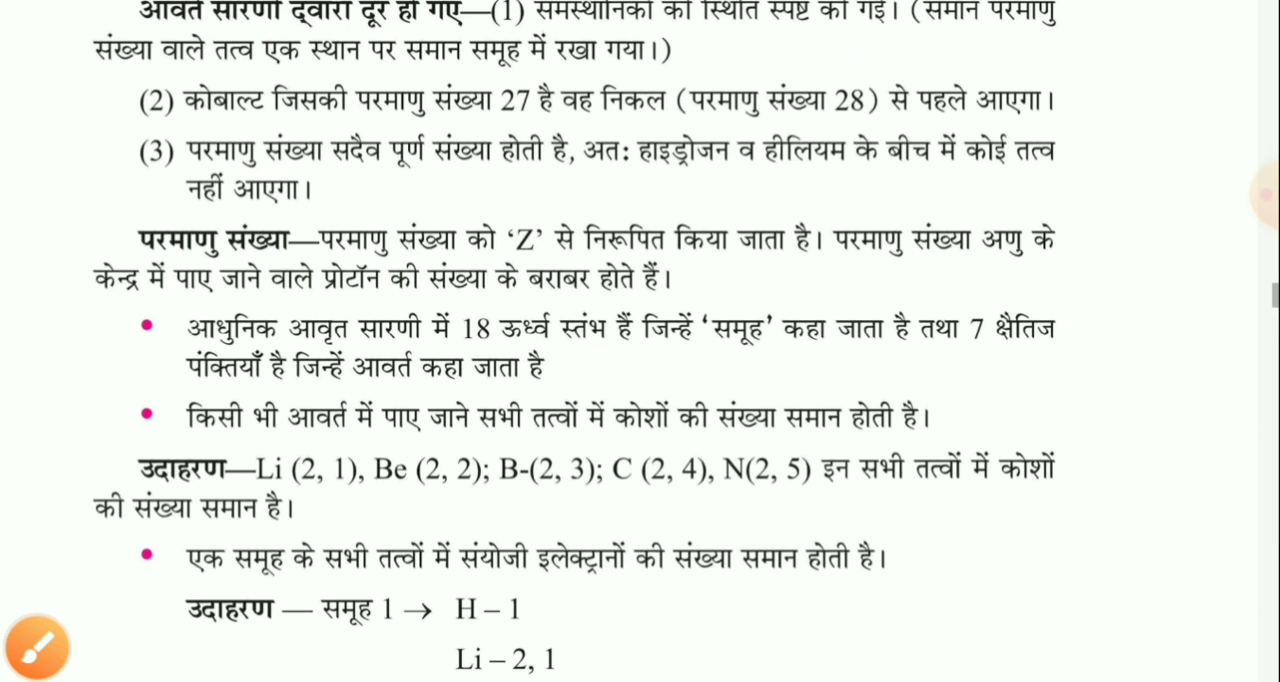 आवर्त सारणी द्वारा दूर हो गए—(1) समस्थानिकों की स्थिति स्पष्ट की गई। (समान परमाणु
संख्या वाले तत्व एक स्थान पर समान समूह में रखा गया।)
(2) कोबाल्ट जिसकी परमाणु संख्या 27 है वह निकल (परमाणु संख्या 28) से पहले आएगा।
(3) परमाणु संख्या सदैव पूर्ण संख्या होती है, अतः हाइड्रोजन व हीलियम के बीच में कोई तत्व
नहीं आएगा।
परमाणु संख्या—परमाणु संख्या को ‘Z’ से निरूपित किया जाता है। परमाणु संख्या अणु के
केन्द्र में पाए जाने वाले प्रोटॉन की संख्या के बराबर होते हैं।
• आधुनिक आवृत सारणी में 18 ऊर्ध्व स्तंभ हैं जिन्हें ‘समूह’ कहा जाता है तथा 7 क्षैतिज
पंक्तियाँ है जिन्हें आवर्त कहा जाता है
• किसी भी आवर्त में पाए जाने सभी तत्वों में कोशों की संख्या समान होती है।
उदाहरण—Li (2, 1), Be (2, 2); B-(2, 3); C (2, 4), N(2, 5) इन सभी तत्वों में कोशों
की संख्या समान है।
• एक समूह के सभी तत्वों में संयोजी इलेक्ट्रानों की संख्या समान होती है।
उदाहरण — समूह 1 → H – 1
Li – 2, 1